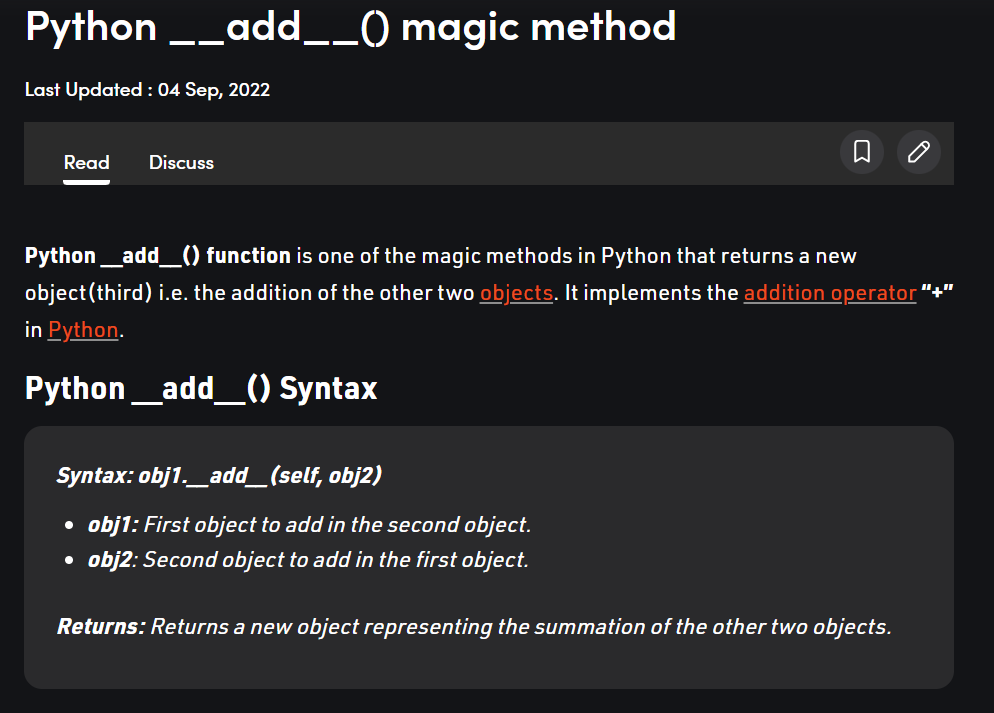 Python __add__() magic method
Last Updated : 04 Sep, 2022
Read Discuss
Python __add__() function is one of the magic methods in Python that returns a new
object(third) i.e. the addition of the other two objects. It implements the addition operator “+”
in Python.
Python __add__() Syntax
Syntax: obj1.__add__(self, obj2)
• obj1: First object to add in the second object.
• obj2: Second object to add in the first object.
Returns: Returns a new object representing the summation of the other two objects.